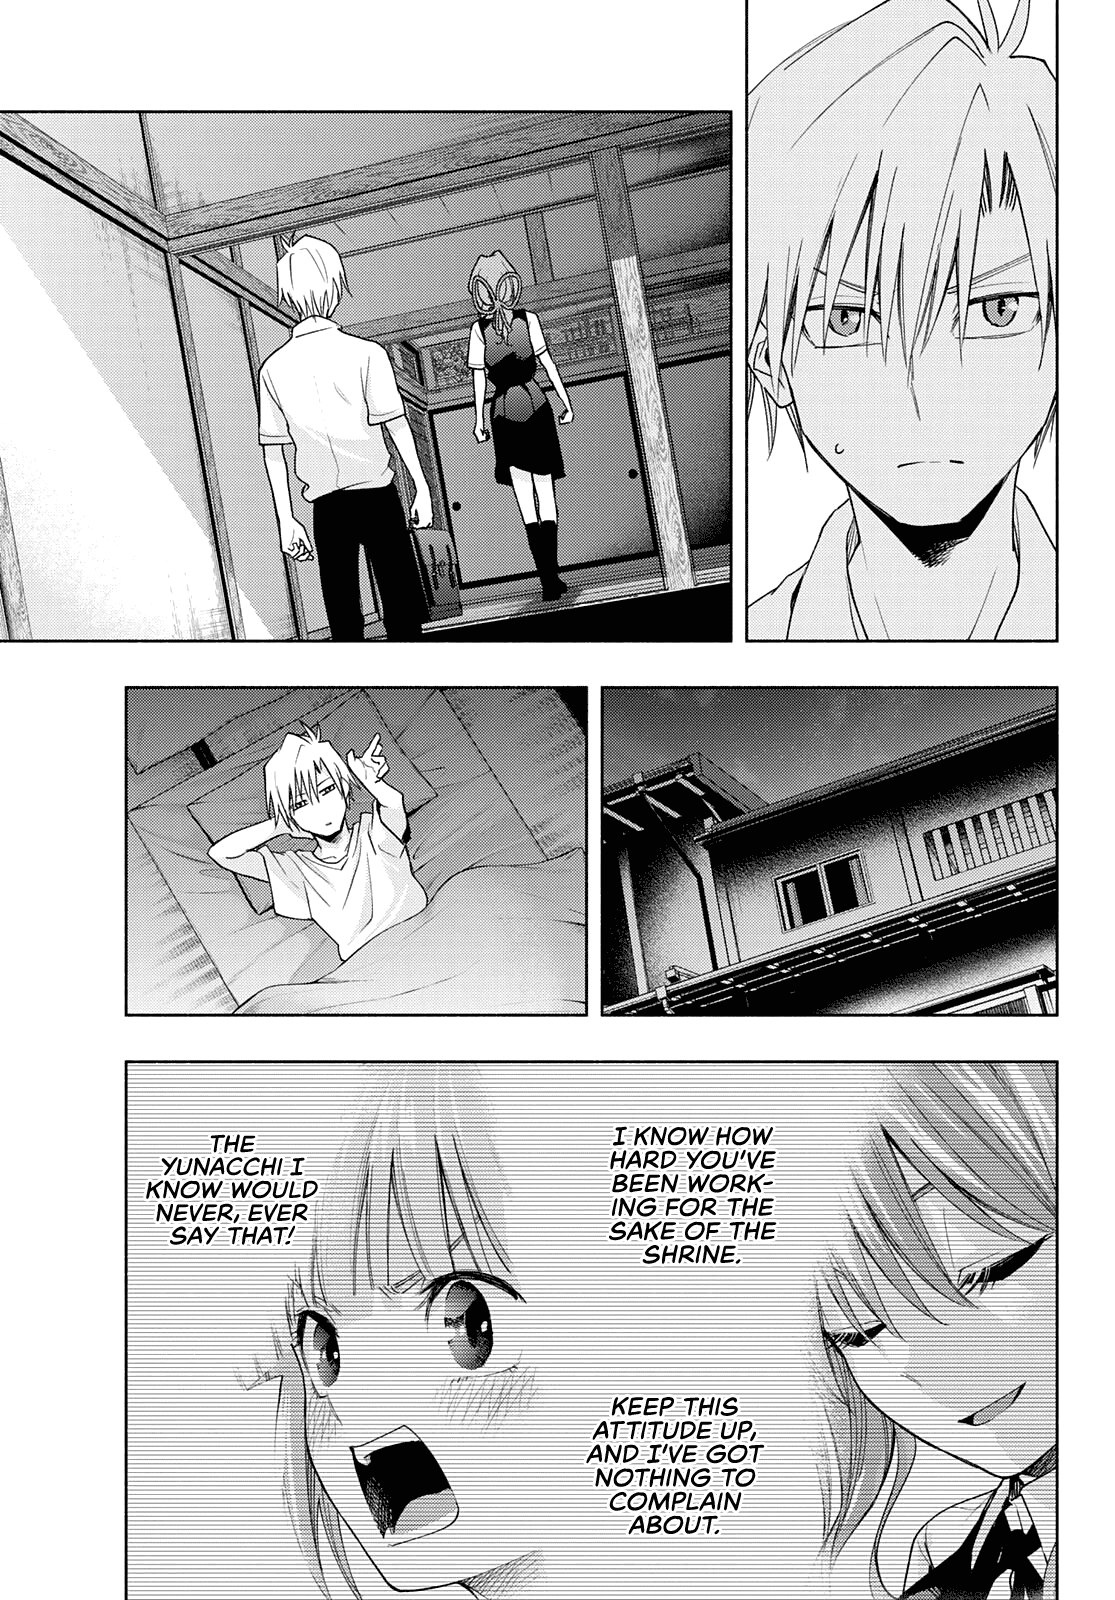 I KNOW HOW
HARD YOU'VE
BEEN WORK-
ING FOR THE
SAKE OF THE
SHRINE.
KEEP THIS
ATTITUDE UP,
AND I'VE GOT
NOTHING TO
COMPLAIN
ABOUT.
THE
YUNACCHI I
KNOW WOULD
NEVER, EVER
SAY THAT!